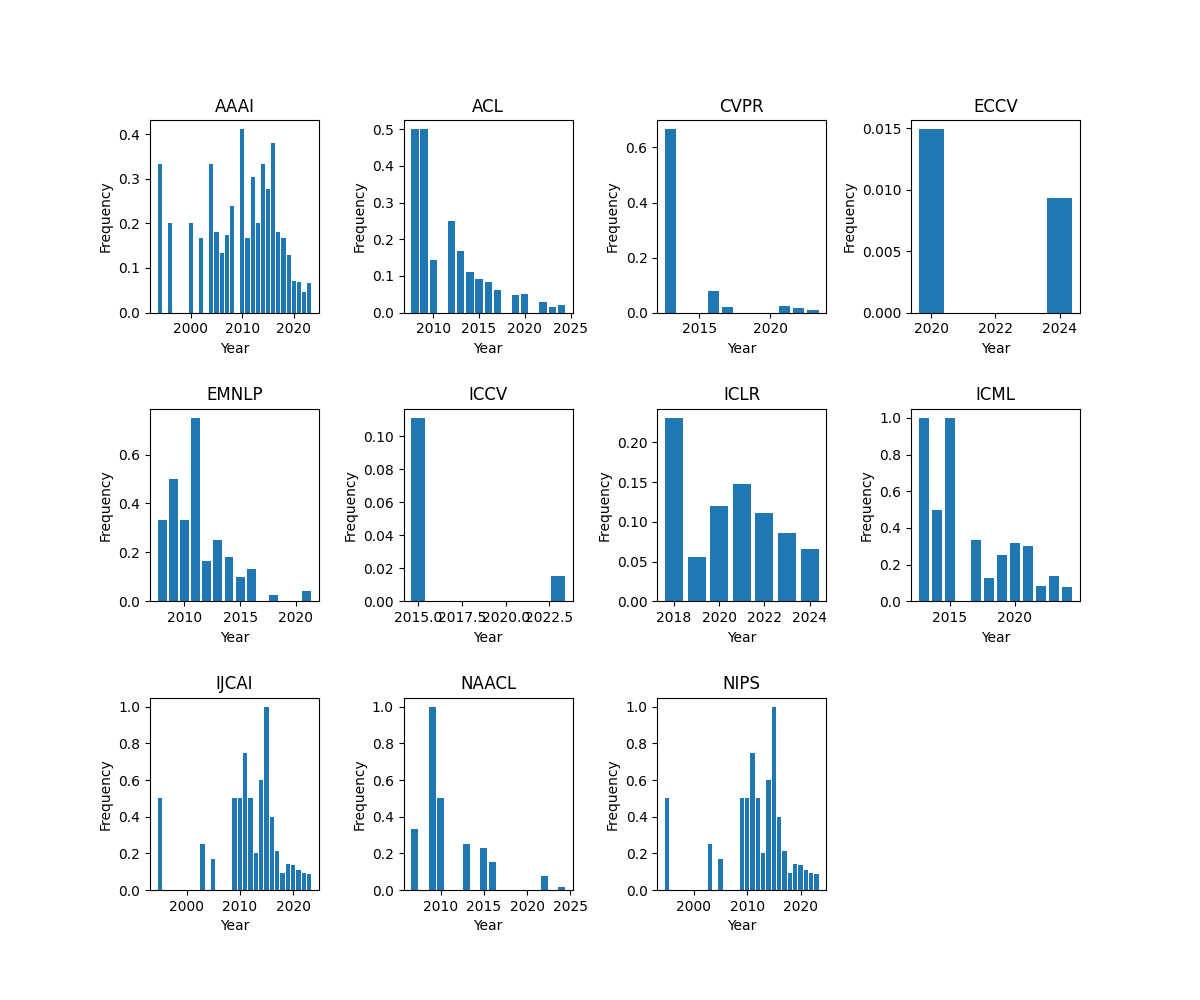 AAAI
Frequency
0.4
0.3
0.2
0.1
0.0
2000 2010 2020
Year
ACL
Frequency
0.5
0.4
0.3
0.2
0.1
0.0
2010 2015 2020 2025
Year
CVPR
Frequency
0.6
0.4
0.2
0.0
2015 2020
Year
ECCV
Frequency
0.015
0.010
0.005
0.000
2020 2022 2024
Year
EMNLP
Frequency
0.6
0.4
0.2
0.0
2010 2015 2020
Year
ICCV
Frequency
0.10
0.08
0.06
0.04
0.02
0.00
2015.0 2017.5 2020.0 2022.5
Year
ICLR
Frequency
0.20
0.15
0.10
0.05
0.00
2018 2020 2022 2024
Year
ICML
Frequency
1.0
0.8
0.6
0.4
0.2
0.0
2015 2020
Year
IJCAI
Frequency
1.0
0.8
0.6
0.4
0.2
0.0
2000 2010 2020
Year
NAACL
Frequency
1.0
0.8
0.6
0.4
0.2
0.0
2010 2015 2020 2025
Year
NIPS
Frequency
1.0
0.8
0.6
0.4
0.2
0.0
2000 2010 2020
Year